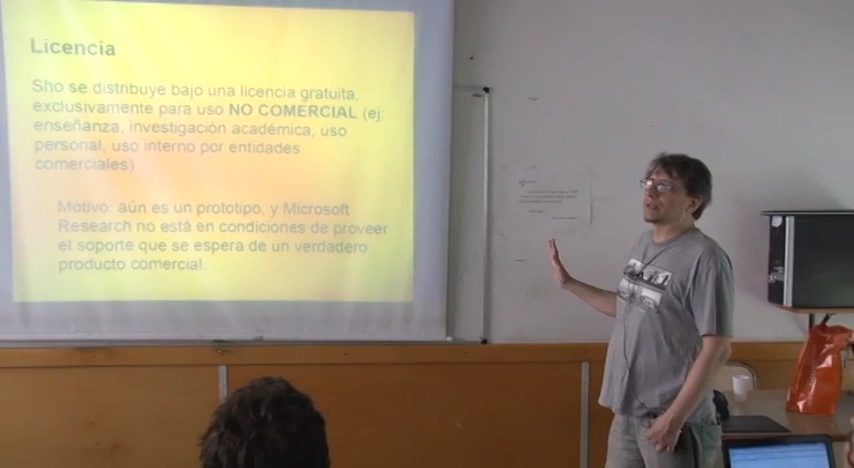 Licencia
Sho se distribuye bajo una licencia gratuita,
exclusivamente para uso NO COMERCIAL (ej:
enseñanza, investigación académica, uso
personal, uso interno por entidades
comerciales)
Motivo: aún es un prototipo, y Microsoft
Research no está en condiciones de proveer
el soporte que se espera de un verdadero
producto comercial.